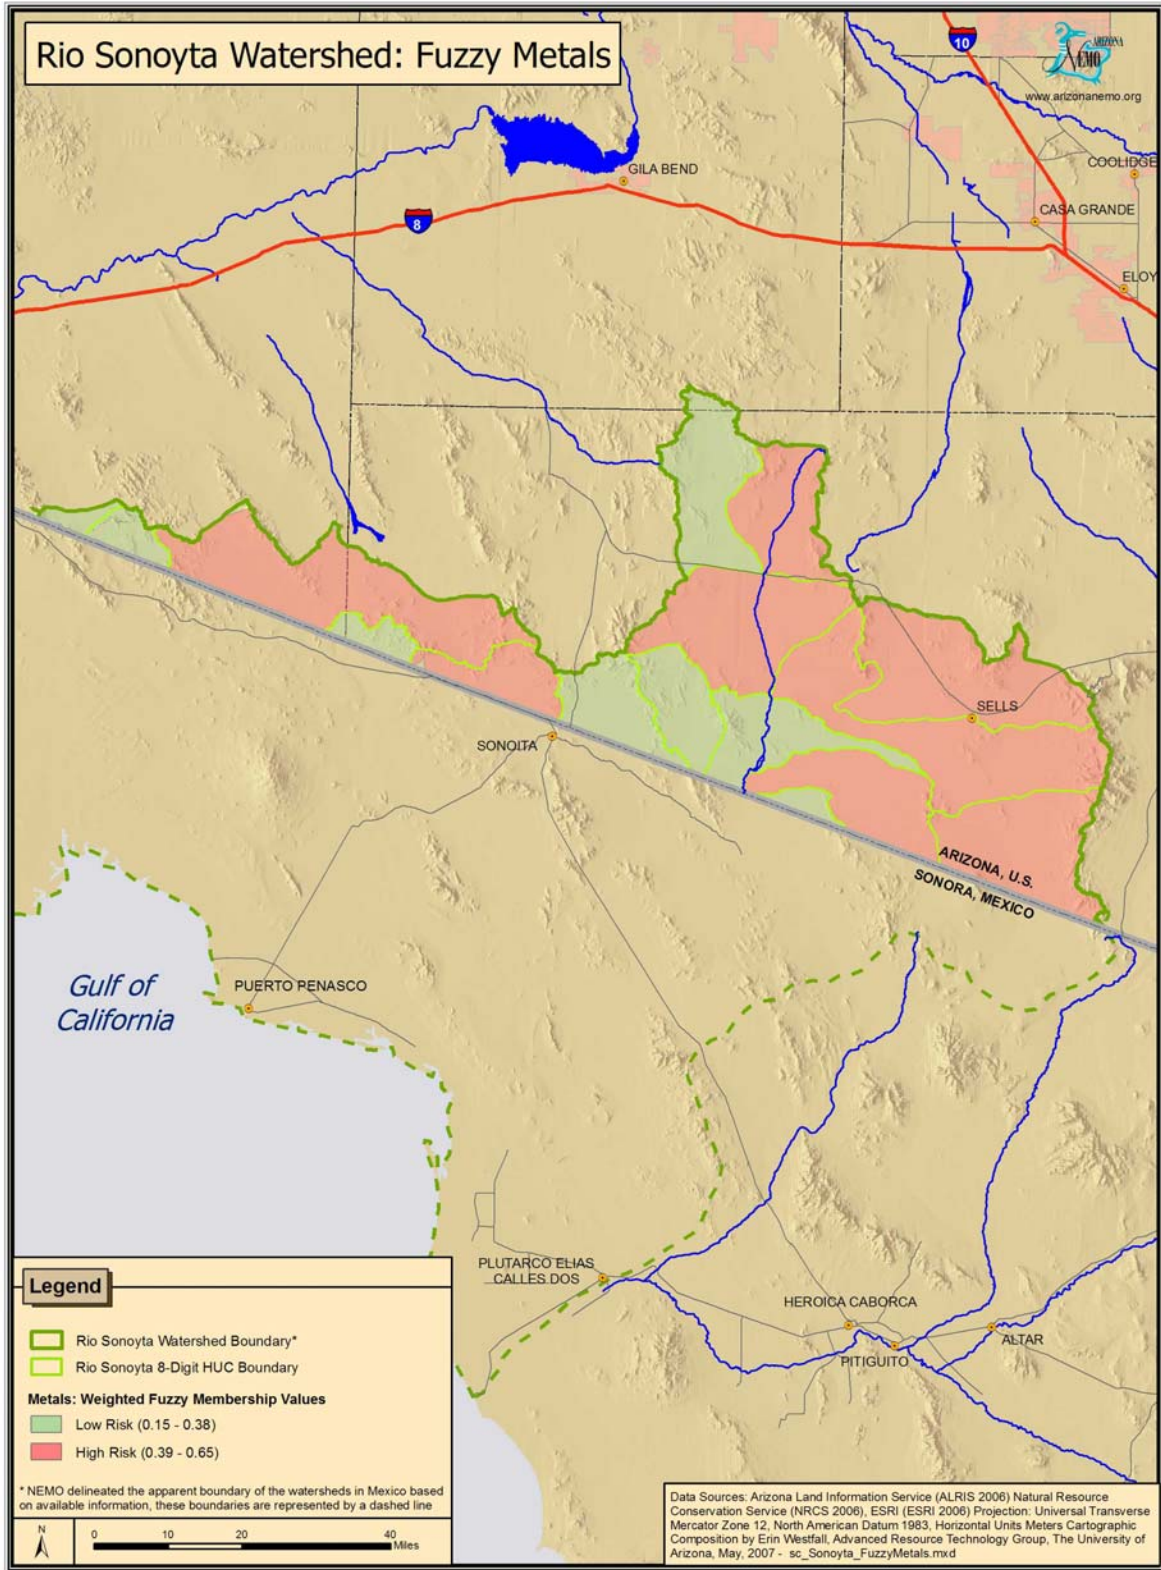 Rio Sonoyta Watershed: Fuzzy Metals
10
ARIZONA
NEMO
www.arizonanemo.org
COOLIDGE
GILA BEND
CASA GRANDE
8
ELOY
SELLS
SONOITA
ARIZONA, U.S.
SONORA, MEXICO
Gulf of
California
PUERTO PENASCO
PLUTARCO ELIAS
CALLES DOS
HEROICA CABORCA
ALTAR
PITIGUITO
Legend
Rio Sonoyta Watershed Boundary*
Rio Sonoyta 8-Digit HUC Boundary
Metals: Weighted Fuzzy Membership Values
Low Risk (0.15 - 0.38)
High Risk (0.39 - 0.65)
* NEMO delineated the apparent boundary of the watersheds in Mexico based
on available information, these boundaries are represented by a dashed line
N
0 10 20 40
Miles
Data Sources: Arizona Land Information Service (ALRIS 2006) Natural Resource
Conservation Service (NRCS 2006), ESRI (ESRI 2006) Projection: Universal Transverse
Mercator Zone 12, North American Datum 1983, Horizontal Units Meters Cartographic
Composition by Erin Westfall, Advanced Resource Technology Group, The University of
Arizona, May, 2007 - sc_Sonoyta_FuzzyMetals.mxd